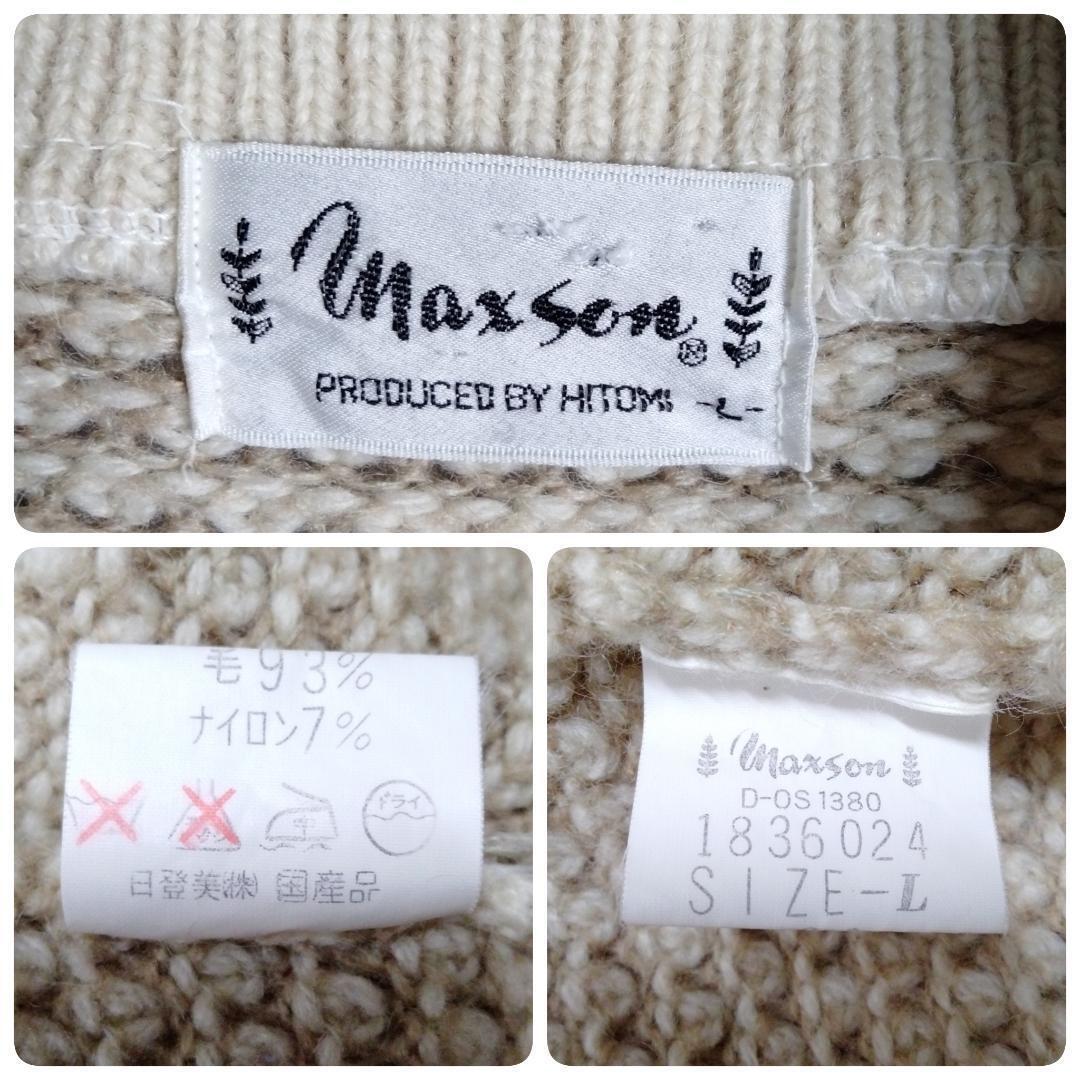 Maxson
PRODUCED BY HITOMI -L-
毛93%
ナイロン7%
中
ドライ
日登美㈱ 国産品
Maxson
D-OS1380
1836024
SIZE-L